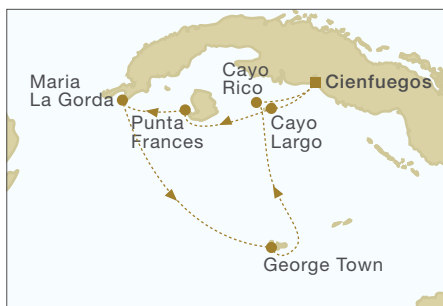 Maria
La Gorda
Punta
Frances
Cayo
Rico
Cienfuegos
Cayo
Largo
George Town